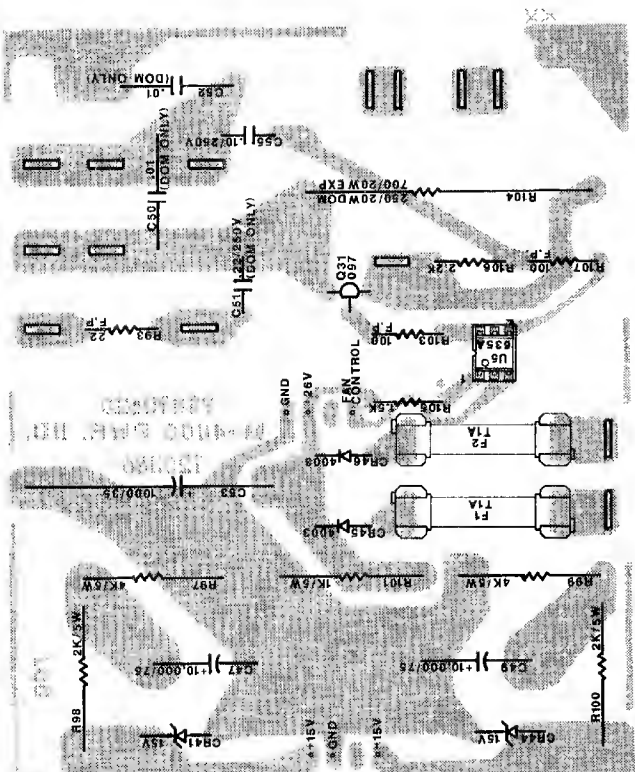 .01
(DOM ONLY)
C52
.10/250V
C55
C50
.01
(DOM ONLY)
250/20W DOM
700/20W EXP
R104
C51
.22/250V
(DOM ONLY)
Q31
097
2.2K
R106
100
F.P.
R107
22
F.P.
R93
100
F.P.
R103
U5
635A
GND
+26V
FAN
CONTROL
1.5K
R105
F2
T1A
4003
CR46
1000/35
C53
F1
T1A
4003
CR45
4K/5W
R97
1K/5W
R101
4K/5W
R99
R98
2K/5W
+10,000/75
C47
+10,000/75
C49
R100
2K/5W
15V
CR41
+15V
GND
-15V
15V
CR44